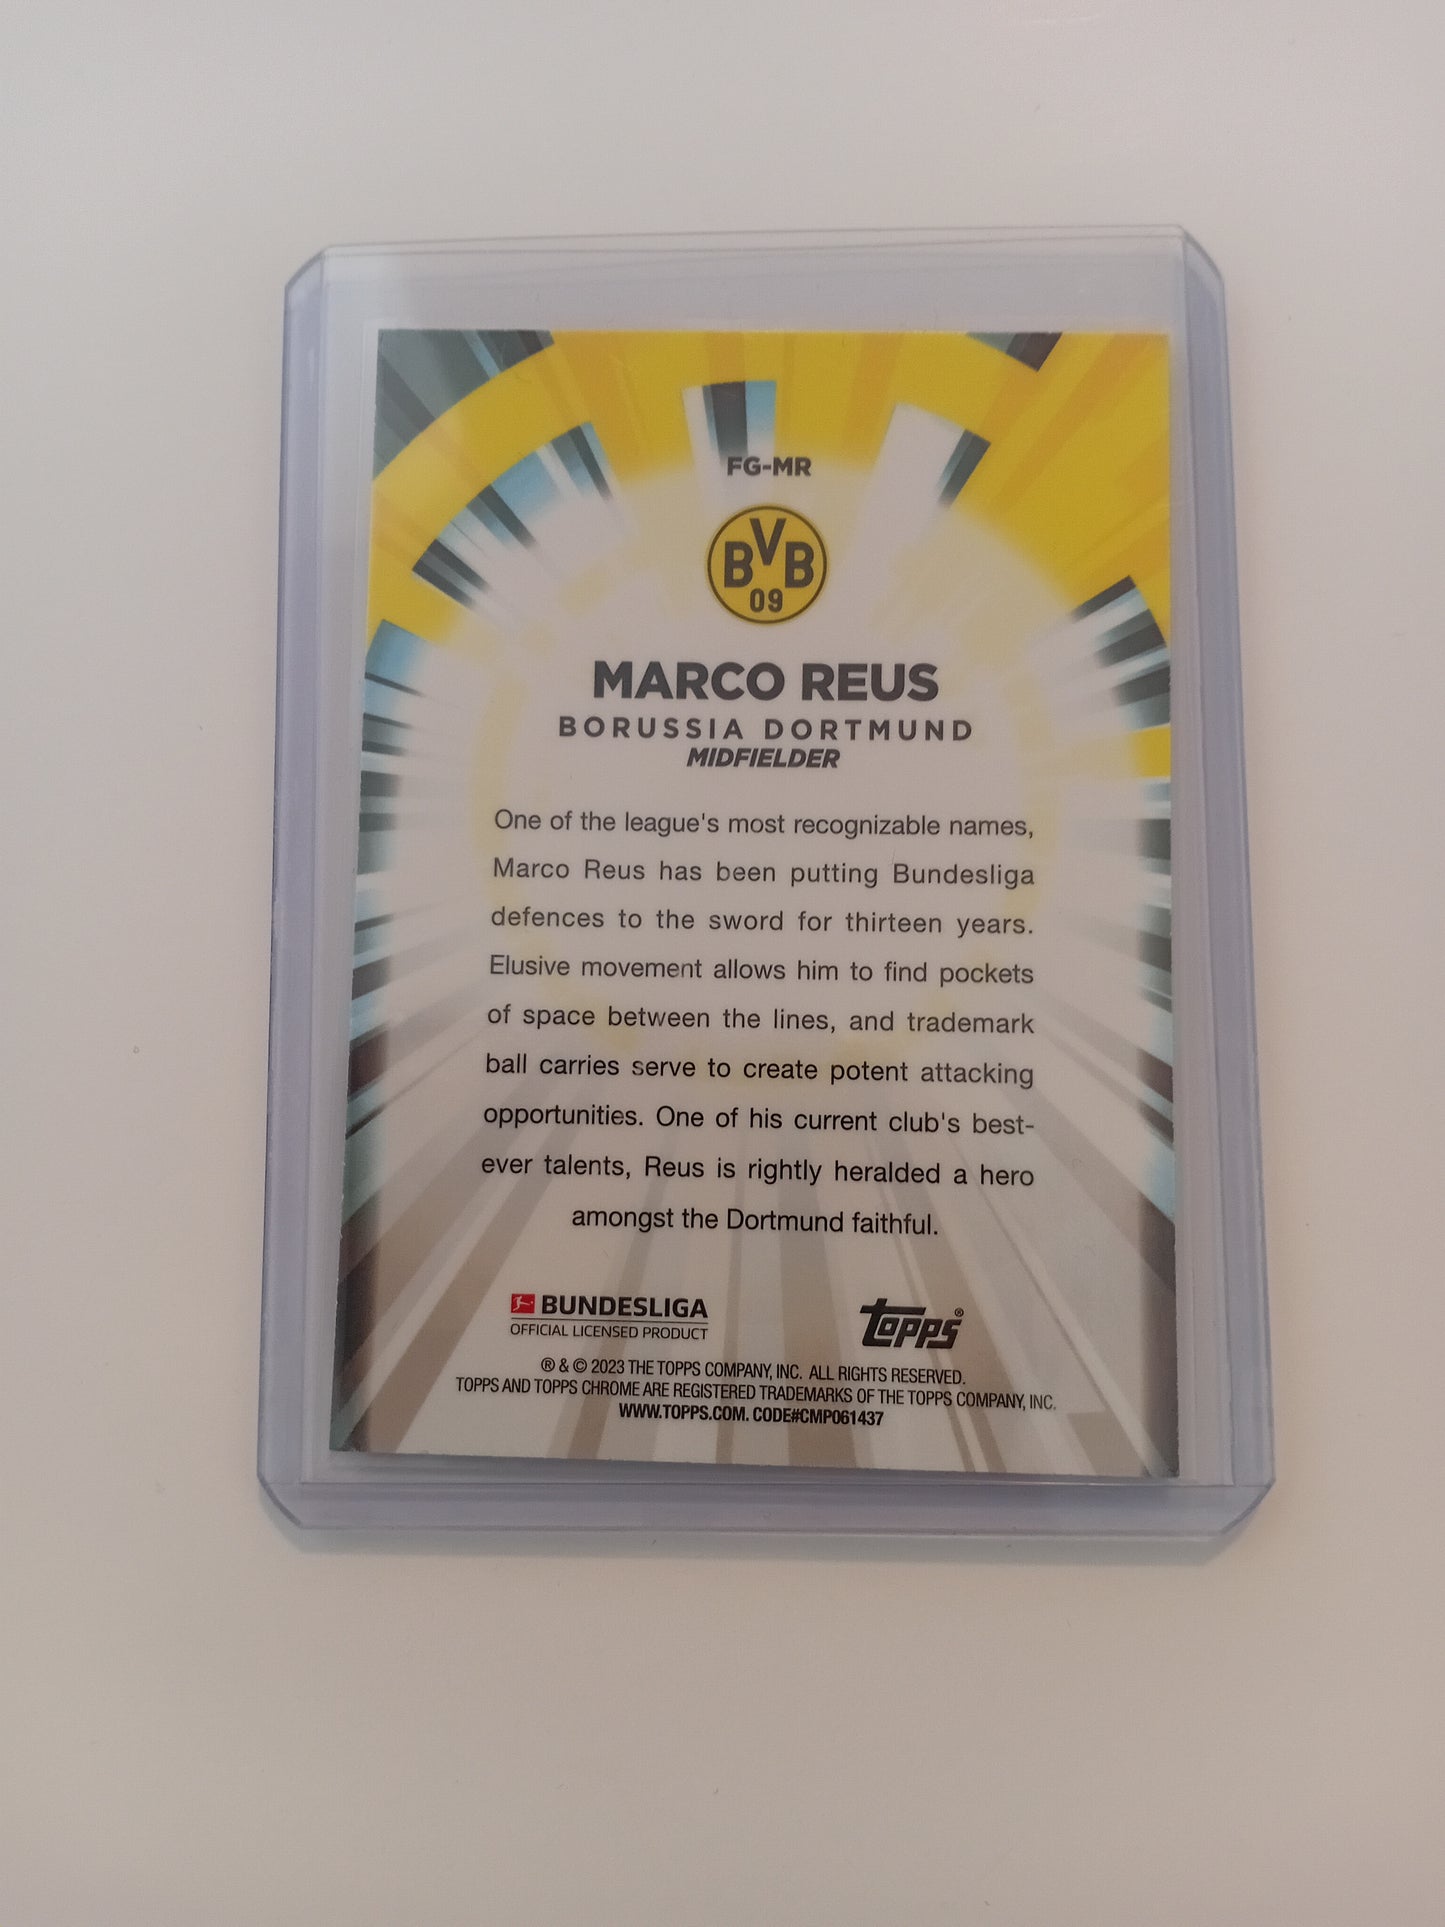 FG-MR
BVB
09
MARCO REUS
BORUSSIA DORTMUND
MIDFIELDER
One of the league's most recognizable names,
Marco Reus has been putting Bundesliga
defences to the sword for thirteen years.
Elusive movement allows him to find pockets
of space between the lines, and trademark
ball carries serve to create potent attacking
opportunities. One of his current club's best-
ever talents, Reus is rightly heralded a hero
amongst the Dortmund faithful.
BUNDESLIGA
OFFICIAL LICENSED PRODUCT
topps®
® & © 2023 THE TOPPS COMPANY, INC. ALL RIGHTS RESERVED.
TOPPS AND TOPPS CHROME ARE REGISTERED TRADEMARKS OF THE TOPPS COMPANY, INC.
WWW.TOPPS.COM. CODE#CMP061437